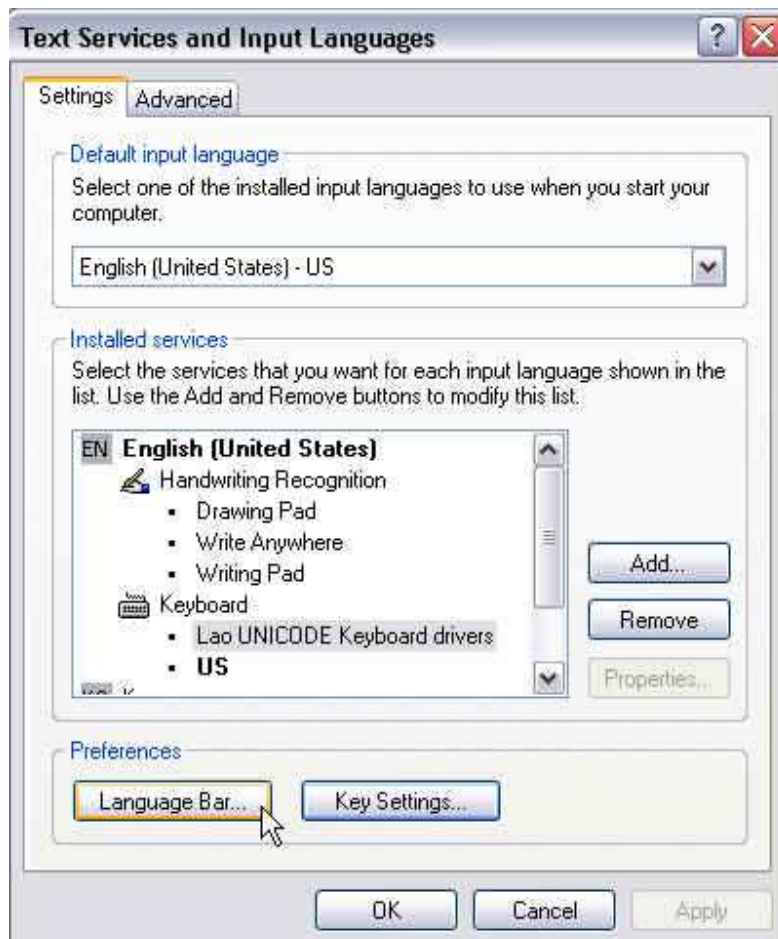 Text Services and Input Languages
Settings
Advanced
Default input language
Select one of the installed input languages to use when you start your
computer.
English (United States) - US
Installed services
Select the services that you want for each input language shown in the
list. Use the Add and Remove buttons to modify this list.
EN English (United States)
Handwriting Recognition
• Drawing Pad
• Write Anywhere
• Writing Pad
Keyboard
• Lao UNICODE Keyboard drivers
• US
Add...
Remove
Properties...
Preferences
Language Bar...
Key Settings...
OK
Cancel
Apply